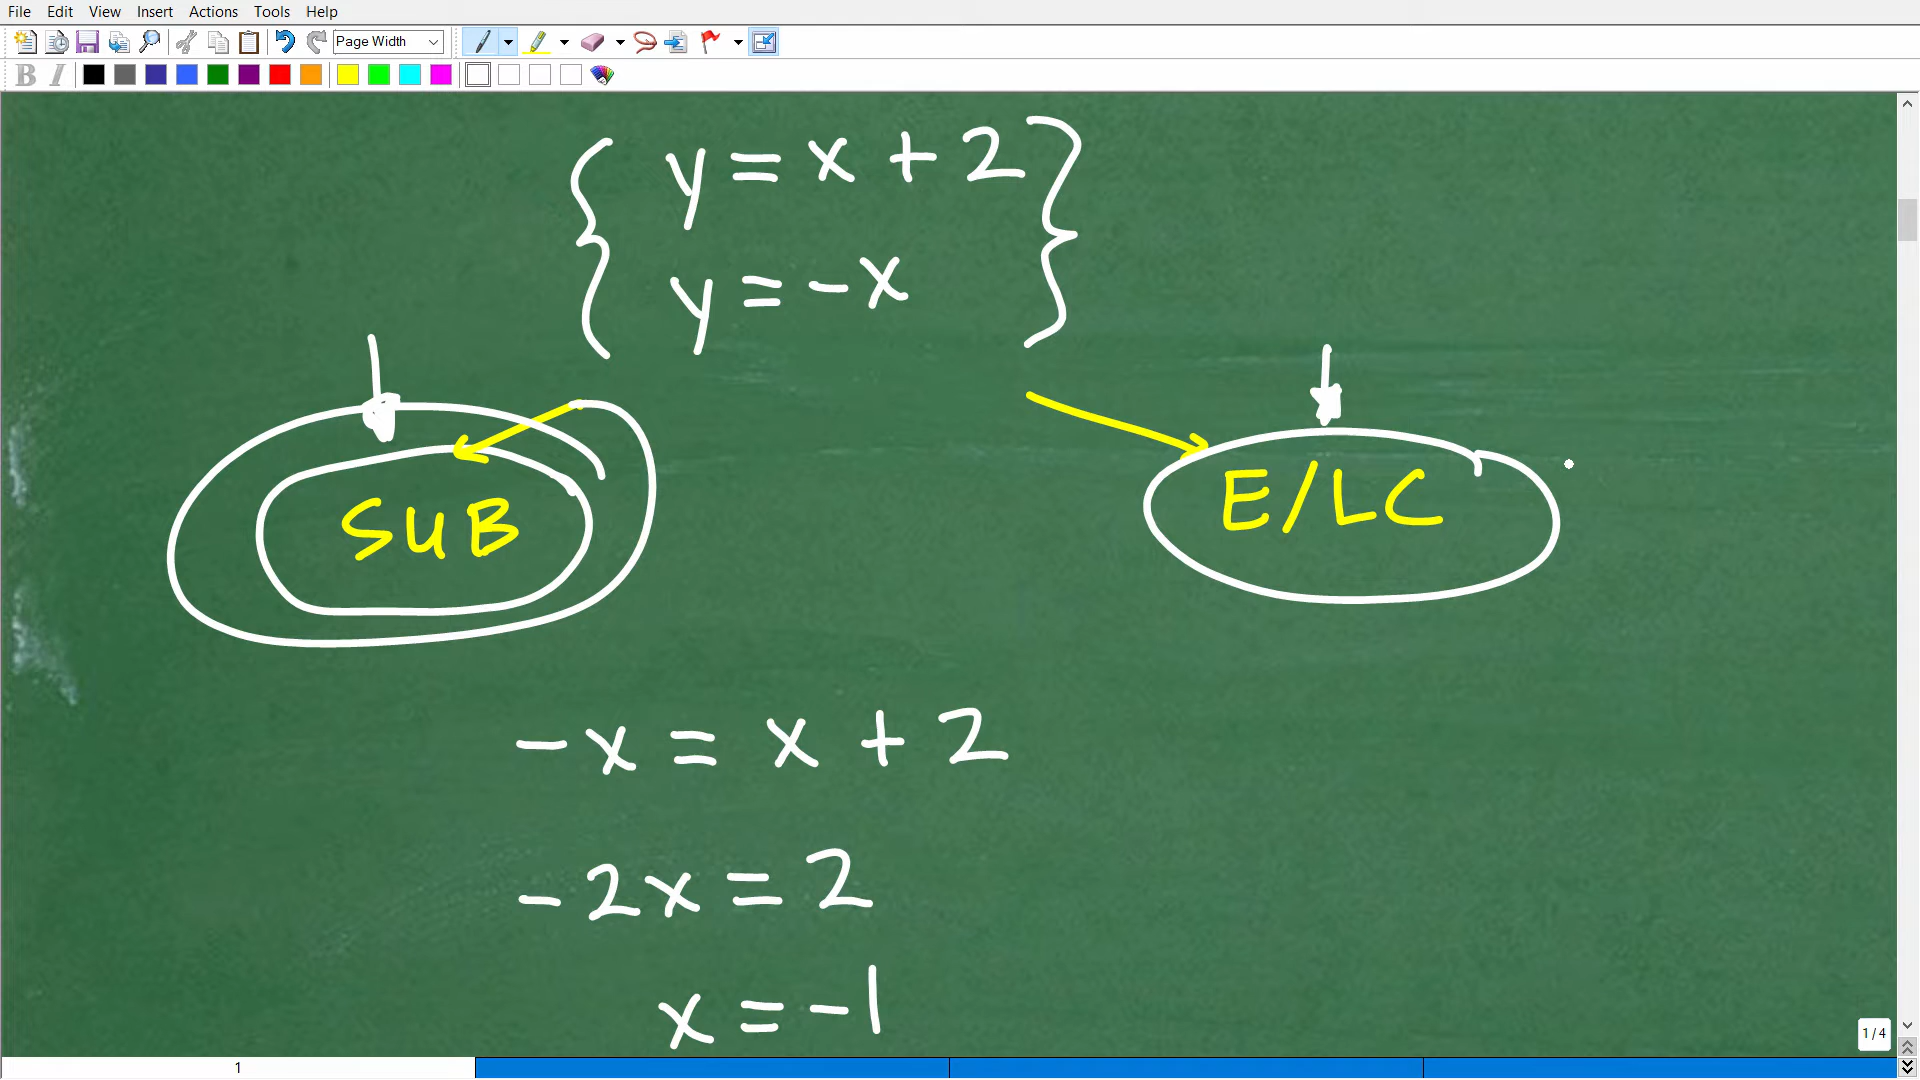 File Edit View Insert Actions Tools Help
Page Width
B I
y = x + 2
y = -x
SUB
E/LC
-x = x + 2
-2x = 2
x = -1
1 / 4
1